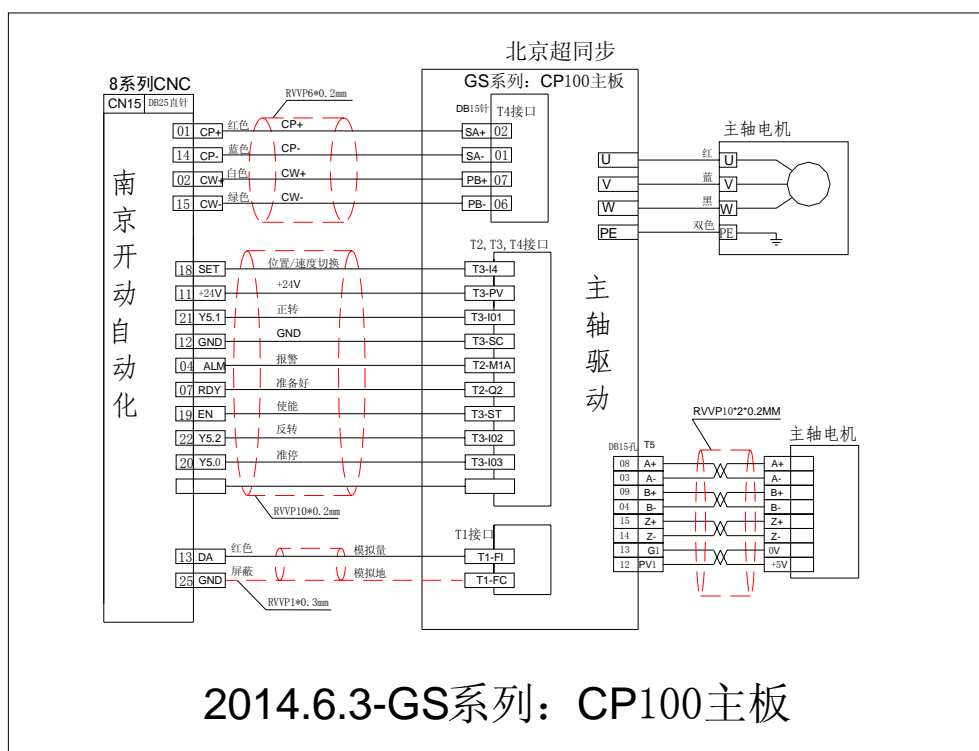 北京超同步
8系列CNC
CN15 DB25直针
南京开动自动化
RVVP6*0.2mm
GS系列：CP100主板
DB15针 T4接口
01 CP+ 红色 CP+ SA+ 02
14 CP- 蓝色 CP- SA- 01
02 CW+ 白色 CW+ PB+ 07
15 CW- 绿色 CW- PB- 06
T2,T3,T4接口
18 SET 位置/速度切换 T3-I4
11 +24V +24V T3-PV
21 Y5.1 正转 T3-I01
12 GND GND T3-SC
04 ALM 报警 T2-M1A
07 RDY 准备好 T2-Q2
19 EN 使能 T3-ST
22 Y5.2 反转 T3-I02
20 Y5.0 准停 T3-I03
RVVP10*0.2mm
T1接口
13 DA 红色 模拟量 T1-FI
25 GND 屏蔽 模拟地 T1-FC
RVVP1*0.3mm
主轴驱动
主轴电机
U 红 U
V 蓝 V
W 黑 W
PE 双色 PE
RVVP10*2*0.2MM
DB15孔 T5
主轴电机
08 A+ A+
03 A- A-
09 B+ B+
04 B- B-
15 Z+ Z+
14 Z- Z-
13 G1 0V
12 PV1 +5V
2014.6.3-GS系列：CP100主板